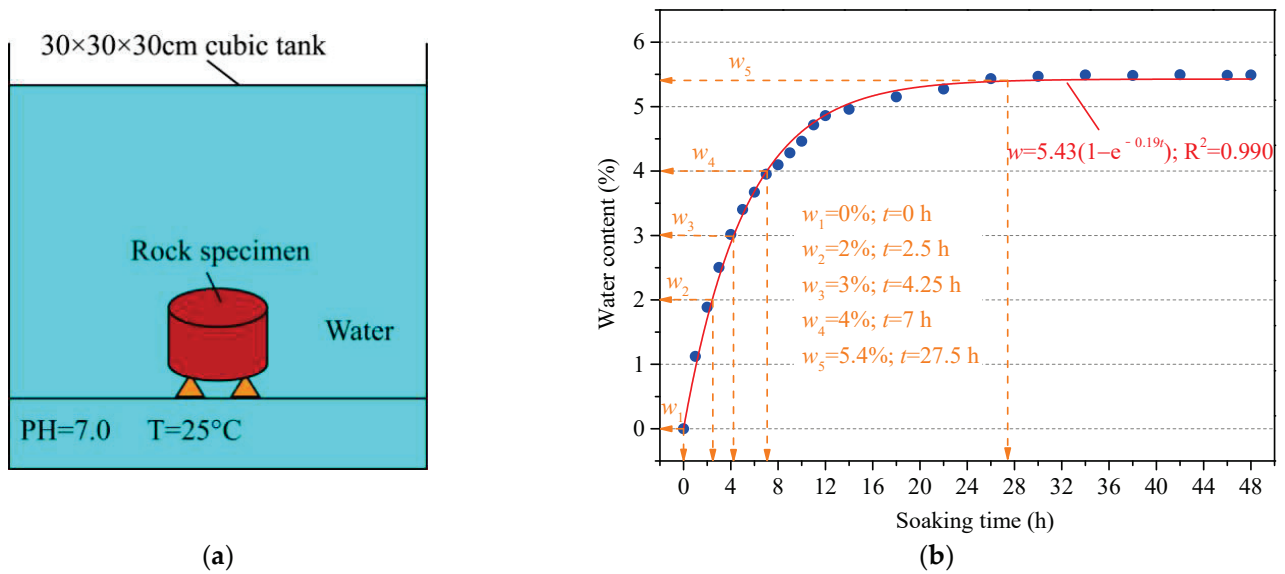 30×30×30cm cubic tank
Rock specimen
Water
PH=7.0 T=25°C
(a)
Water content (%)
6
5
4
3
2
1
0
w₅
w₄
w₃
w₂
w₁
w=5.43(1−e⁻⁰·¹⁹ᵗ); R²=0.990
w₁=0%; t=0 h
w₂=2%; t=2.5 h
w₃=3%; t=4.25 h
w₄=4%; t=7 h
w₅=5.4%; t=27.5 h
0 4 8 12 16 20 24 28 32 36 40 44 48
Soaking time (h)
(b)